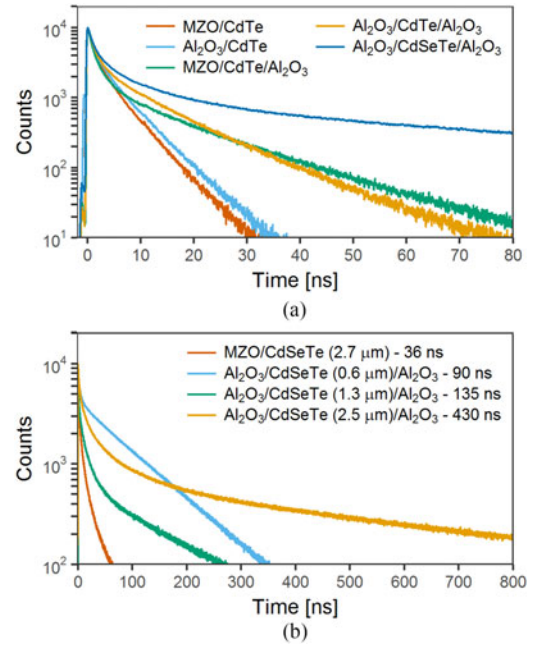 MZO/CdTe
Al₂O₃/CdTe
MZO/CdTe/Al₂O₃
Al₂O₃/CdTe/Al₂O₃
Al₂O₃/CdSeTe/Al₂O₃
Counts
10⁴
10³
10²
10¹
0 10 20 30 40 50 60 70 80
Time [ns]
(a)
MZO/CdSeTe (2.7 μm) - 36 ns
Al₂O₃/CdSeTe (0.6 μm)/Al₂O₃ - 90 ns
Al₂O₃/CdSeTe (1.3 μm)/Al₂O₃ - 135 ns
Al₂O₃/CdSeTe (2.5 μm)/Al₂O₃ - 430 ns
Counts
10⁴
10³
10²
0 100 200 300 400 500 600 700 800
Time [ns]
(b)